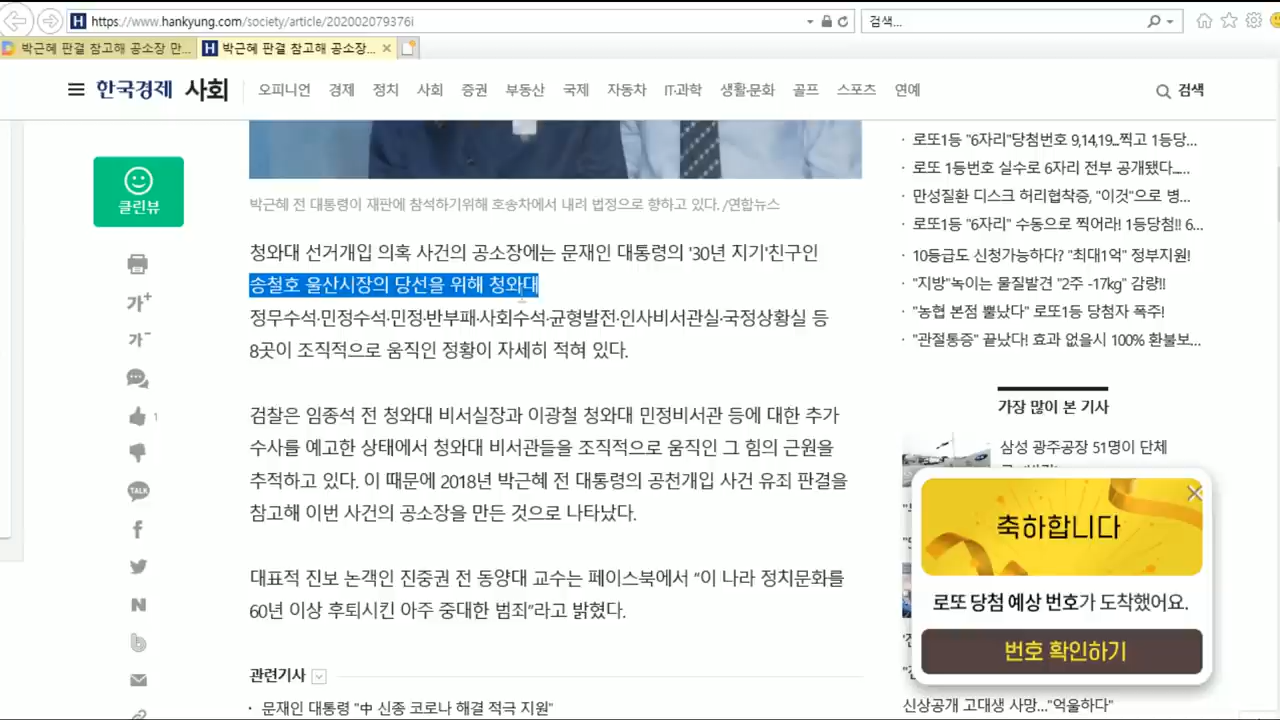 https://www.hankyung.com/society/article/202002079376i
검색...
박근혜 판결 참고해 공소장 만...
박근혜 판결 참고해 공소장...
한국경제 사회
오피니언 경제 정치 사회 증권 부동산 국제 자동차 IT·과학 생활·문화 골프 스포츠 연예
검색
클린뷰
가+
가-
1
TALK
박근혜 전 대통령이 재판에 참석하기위해 호송차에서 내려 법정으로 향하고 있다. /연합뉴스
청와대 선거개입 의혹 사건의 공소장에는 문재인 대통령의 '30년 지기'친구인
송철호 울산시장의 당선을 위해 청와대
정무수석·민정수석·민정·반부패·사회수석·균형발전·인사비서관실·국정상황실 등
8곳이 조직적으로 움직인 정황이 자세히 적혀 있다.
검찰은 임종석 전 청와대 비서실장과 이광철 청와대 민정비서관 등에 대한 추가
수사를 예고한 상태에서 청와대 비서관들을 조직적으로 움직인 그 힘의 근원을
추적하고 있다. 이 때문에 2018년 박근혜 전 대통령의 공천개입 사건 유죄 판결을
참고해 이번 사건의 공소장을 만든 것으로 나타났다.
대표적 진보 논객인 진중권 전 동양대 교수는 페이스북에서 “이 나라 정치문화를
60년 이상 후퇴시킨 아주 중대한 범죄”라고 밝혔다.
관련기사
· 문재인 대통령 "中 신종 코로나 해결 적극 지원"
· 로또1등 "6자리"당첨번호 9,14,19...찍고 1등당...
· 로또 1등번호 실수로 6자리 전부 공개됐다......
· 만성질환 디스크 허리협착증, "이것"으로 병...
· 로또1등 "6자리" 수동으로 찍어라! 1등당첨!! 6...
· 10등급도 신청가능하다? "최대1억" 정부지원!
· "지방"녹이는 물질발견 "2주 -17kg" 감량!!
· "농협 본점 뿔났다" 로또1등 당첨자 폭주!
· "관절통증" 끝났다! 효과 없을시 100% 환불보...
가장 많이 본 기사
삼성 광주공장 51명이 단체
축하합니다
로또 당첨 예상 번호가 도착했어요.
번호 확인하기
신상공개 고대생 사망..."억울하다"